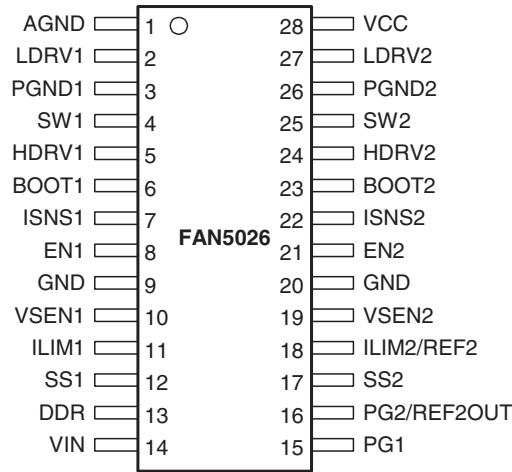 AGND 1 28 VCC
LDRV1 2 27 LDRV2
PGND1 3 26 PGND2
SW1 4 25 SW2
HDRV1 5 24 HDRV2
BOOT1 6 23 BOOT2
ISNS1 7 22 ISNS2
FAN5026
EN1 8 21 EN2
GND 9 20 GND
VSEN1 10 19 VSEN2
ILIM1 11 18 ILIM2/REF2
SS1 12 17 SS2
DDR 13 16 PG2/REF2OUT
VIN 14 15 PG1